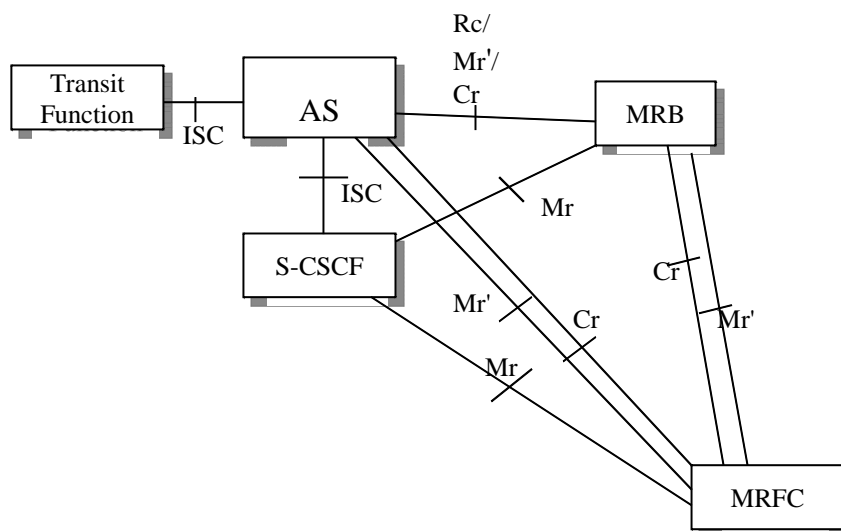 Rc/
Mr'/
Cr
Transit
Function
AS
MRB
ISC
ISC
Mr
S-CSCF
Cr
Mr'
Cr
Mr'
Mr
MRFC